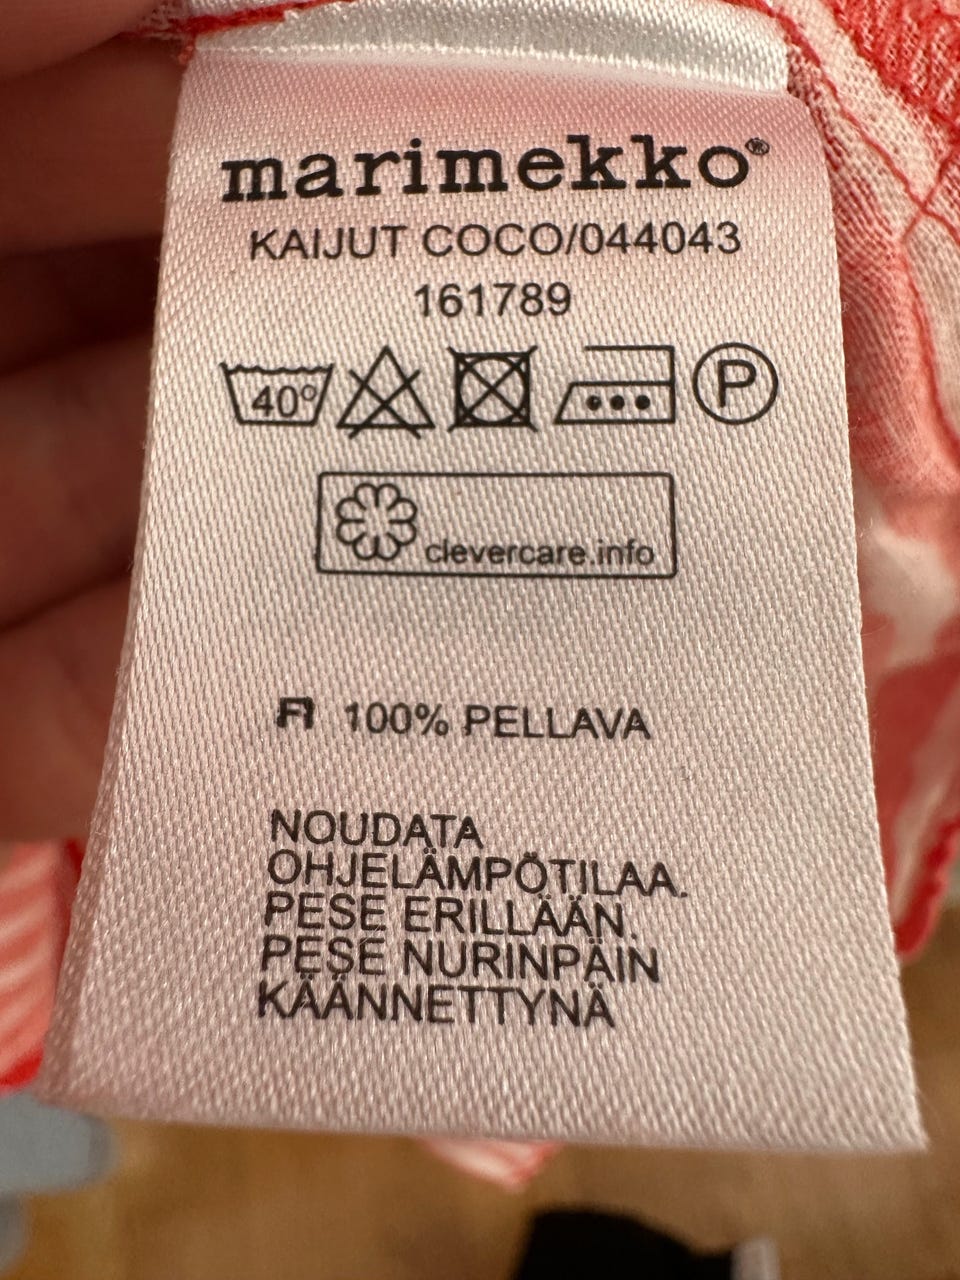 marimekko®
KAIJUT COCO/044043
161789
40° P
clevercare.info
FI 100% PELLAVA
NOUDATA
OHJELÄMPÖTILAA.
PESE ERILLÄÄN.
PESE NURINPÄIN
KÄÄNNETTYNÄ